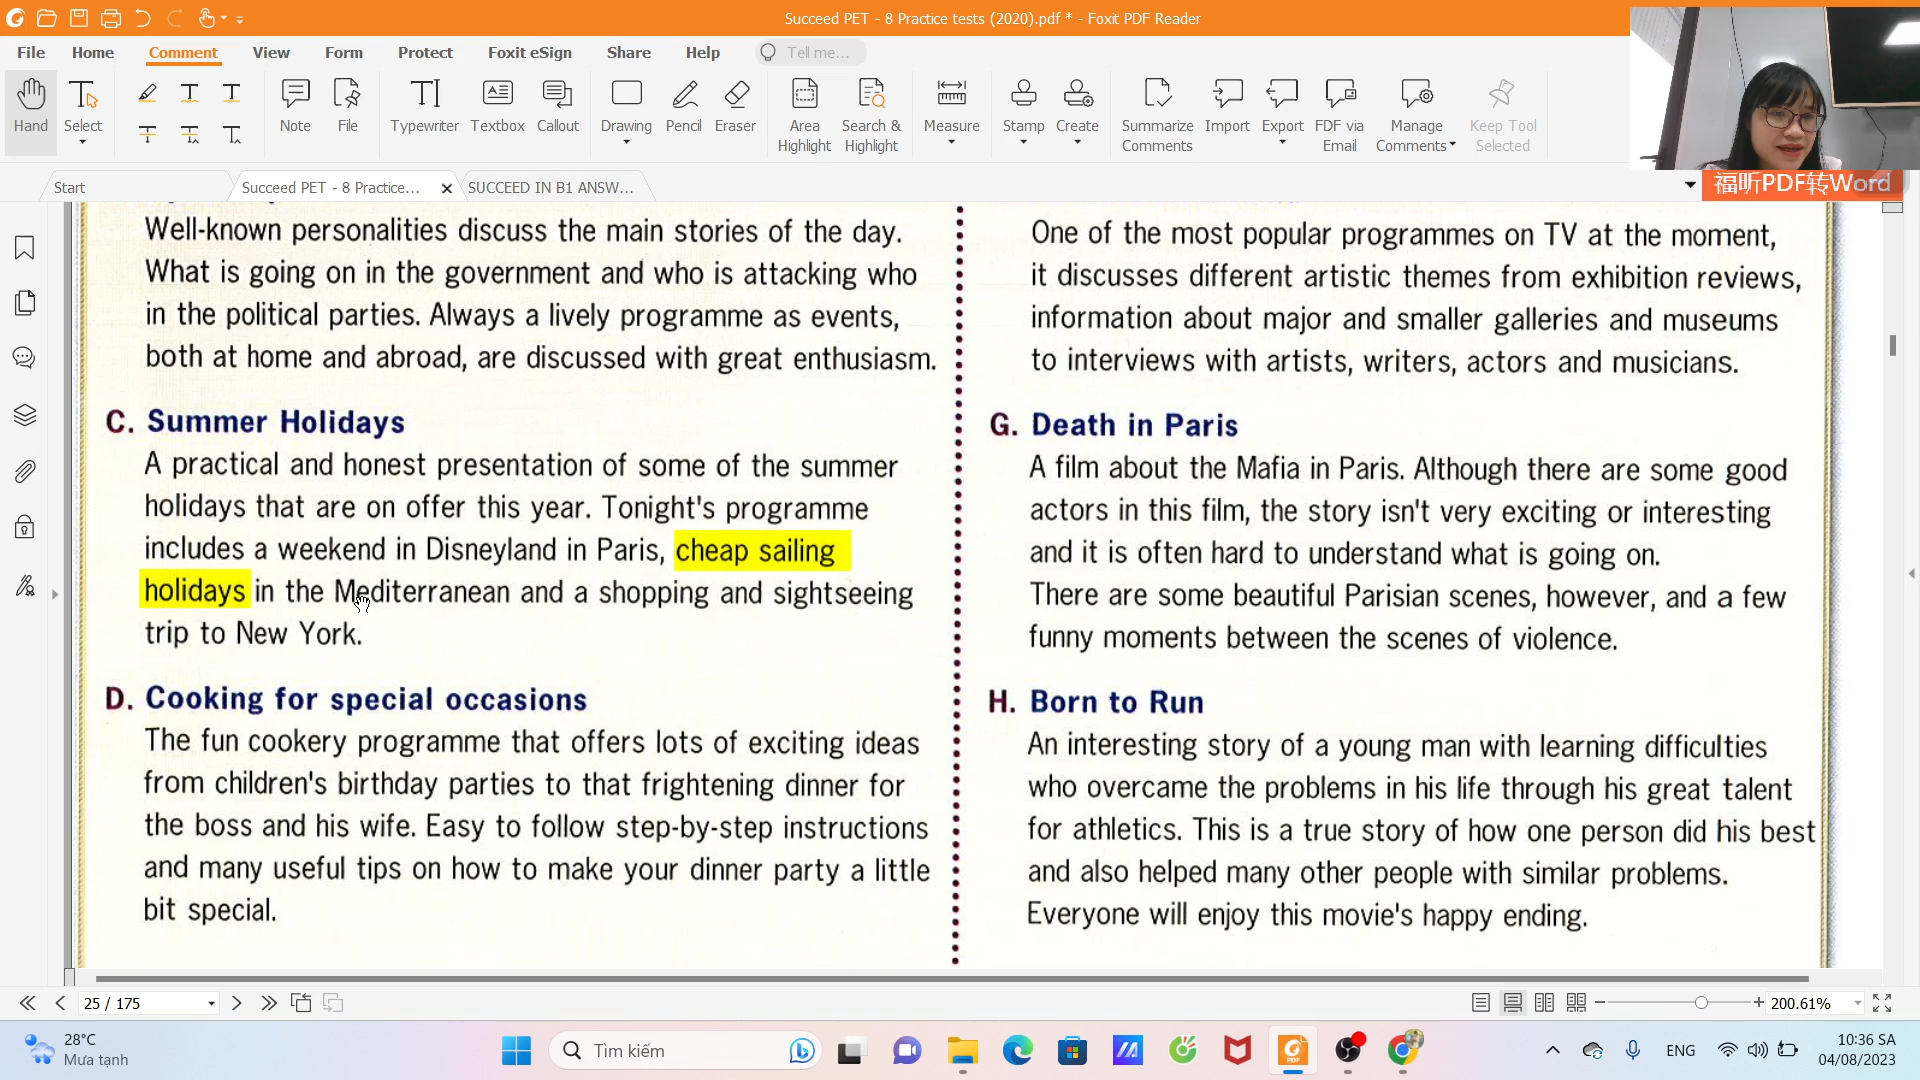 Succeed PET - 8 Practice tests (2020).pdf * - Foxit PDF Reader
File Home Comment View Form Protect Foxit eSign Share Help Tell me...
Hand Select Note File Typewriter Textbox Callout Drawing Pencil Eraser Area Highlight Search & Highlight Measure Stamp Create Summarize Comments Import Export FDF via Email Manage Comments Keep Tool Selected
Start Succeed PET - 8 Practice... SUCCEED IN B1 ANSW... 福昕PDF转Word
Well-known personalities discuss the main stories of the day.
What is going on in the government and who is attacking who
in the political parties. Always a lively programme as events,
both at home and abroad, are discussed with great enthusiasm.
C. Summer Holidays
A practical and honest presentation of some of the summer
holidays that are on offer this year. Tonight's programme
includes a weekend in Disneyland in Paris, cheap sailing
holidays in the Mediterranean and a shopping and sightseeing
trip to New York.
D. Cooking for special occasions
The fun cookery programme that offers lots of exciting ideas
from children's birthday parties to that frightening dinner for
the boss and his wife. Easy to follow step-by-step instructions
and many useful tips on how to make your dinner party a little
bit special.
One of the most popular programmes on TV at the moment,
it discusses different artistic themes from exhibition reviews,
information about major and smaller galleries and museums
to interviews with artists, writers, actors and musicians.
G. Death in Paris
A film about the Mafia in Paris. Although there are some good
actors in this film, the story isn't very exciting or interesting
and it is often hard to understand what is going on.
There are some beautiful Parisian scenes, however, and a few
funny moments between the scenes of violence.
H. Born to Run
An interesting story of a young man with learning difficulties
who overcame the problems in his life through his great talent
for athletics. This is a true story of how one person did his best
and also helped many other people with similar problems.
Everyone will enjoy this movie's happy ending.
25 / 175 200.61%
28°C
Mưa tạnh
Tìm kiếm
ENG
10:36 SA
04/08/2023